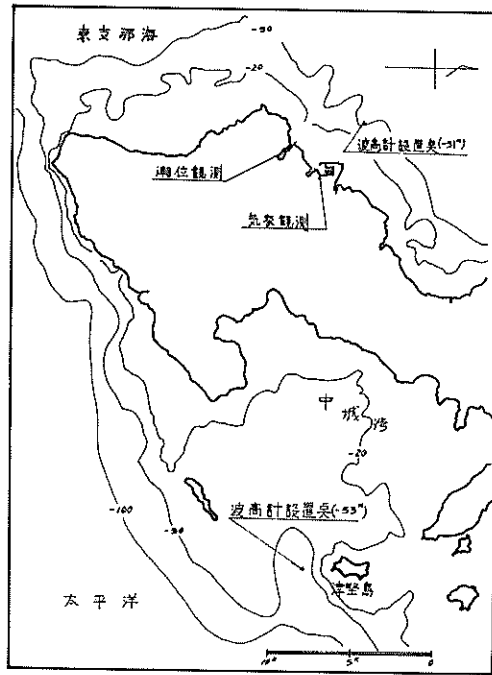 東支那海
-50
-20
波高計設置点(-51m)
潮位観測
気象観測
中城湾
-20
波高計設置点(-53m)
-100
-50
津堅島
太平洋
10K
5K
0